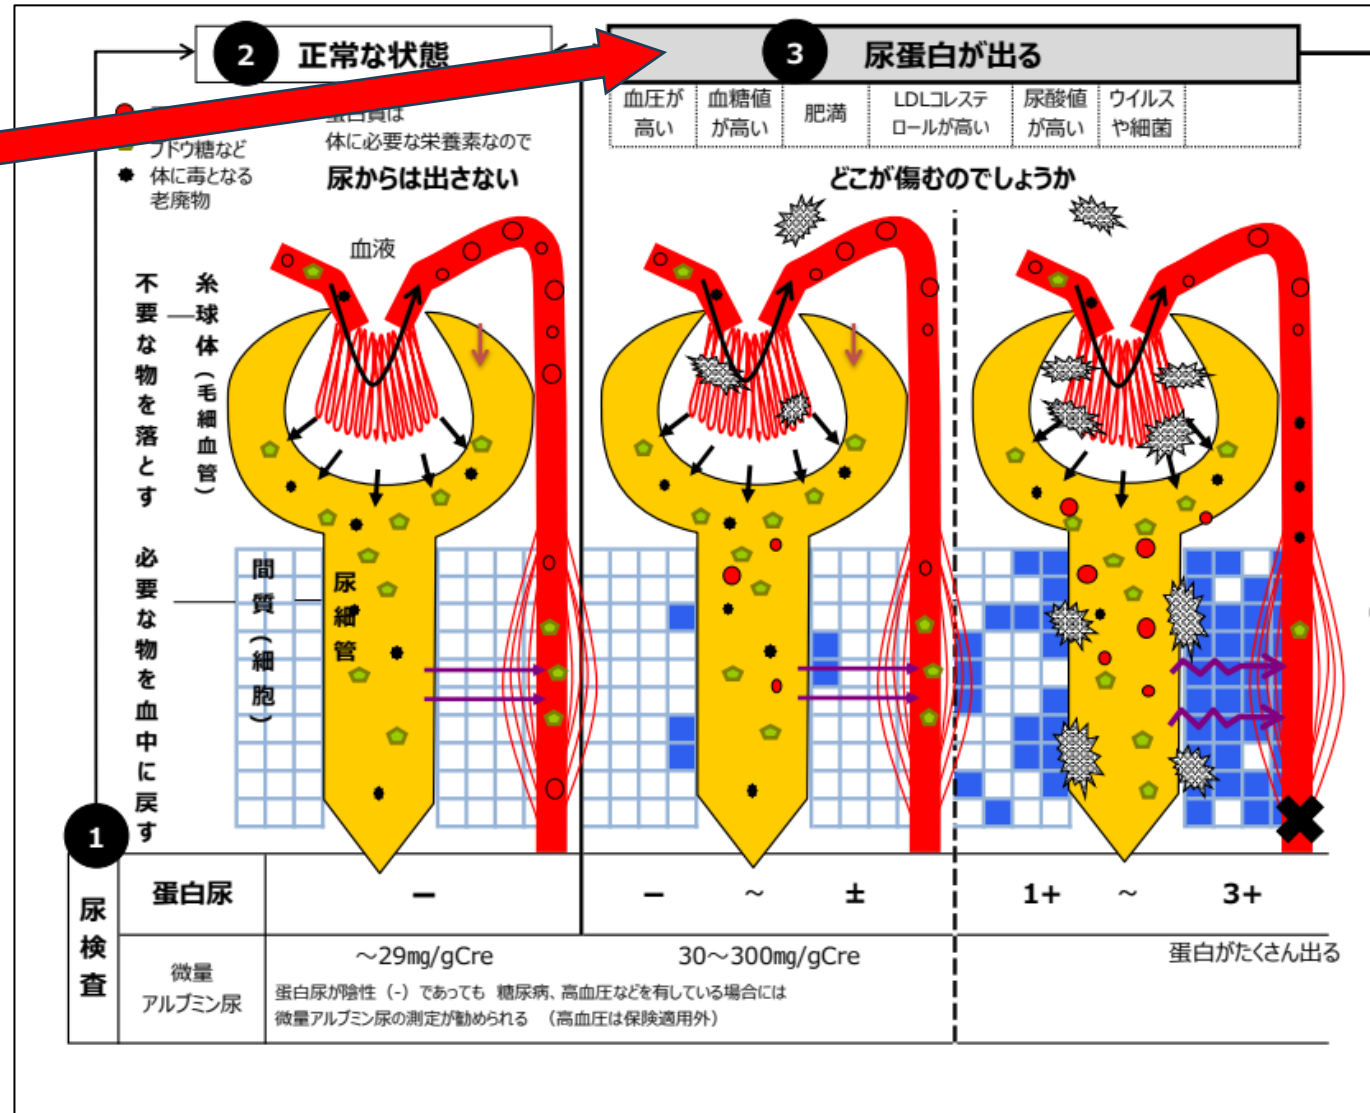 2 正常な状態
3 尿蛋白が出る
血圧が
高い
血糖値
が高い
肥満
LDLコレステ
ロールが高い
尿酸値
が高い
ウイルス
や細菌
蛋白質は
体に必要な栄養素なので
尿からは出さない
ブドウ糖など
体に毒となる
老廃物
どこが傷むのでしょうか
血液
糸球体(毛細血管)
不要な物を落とす
必要な物を血中に戻す
間質(細胞)
尿細管
1
尿検査
蛋白尿
−
− ~ ±
1+ ~ 3+
微量
アルブミン尿
~29mg/gCre
30~300mg/gCre
蛋白がたくさん出る
蛋白尿が陰性(-)であっても 糖尿病、高血圧などを有している場合には
微量アルブミン尿の測定が勧められる (高血圧は保険適用外)